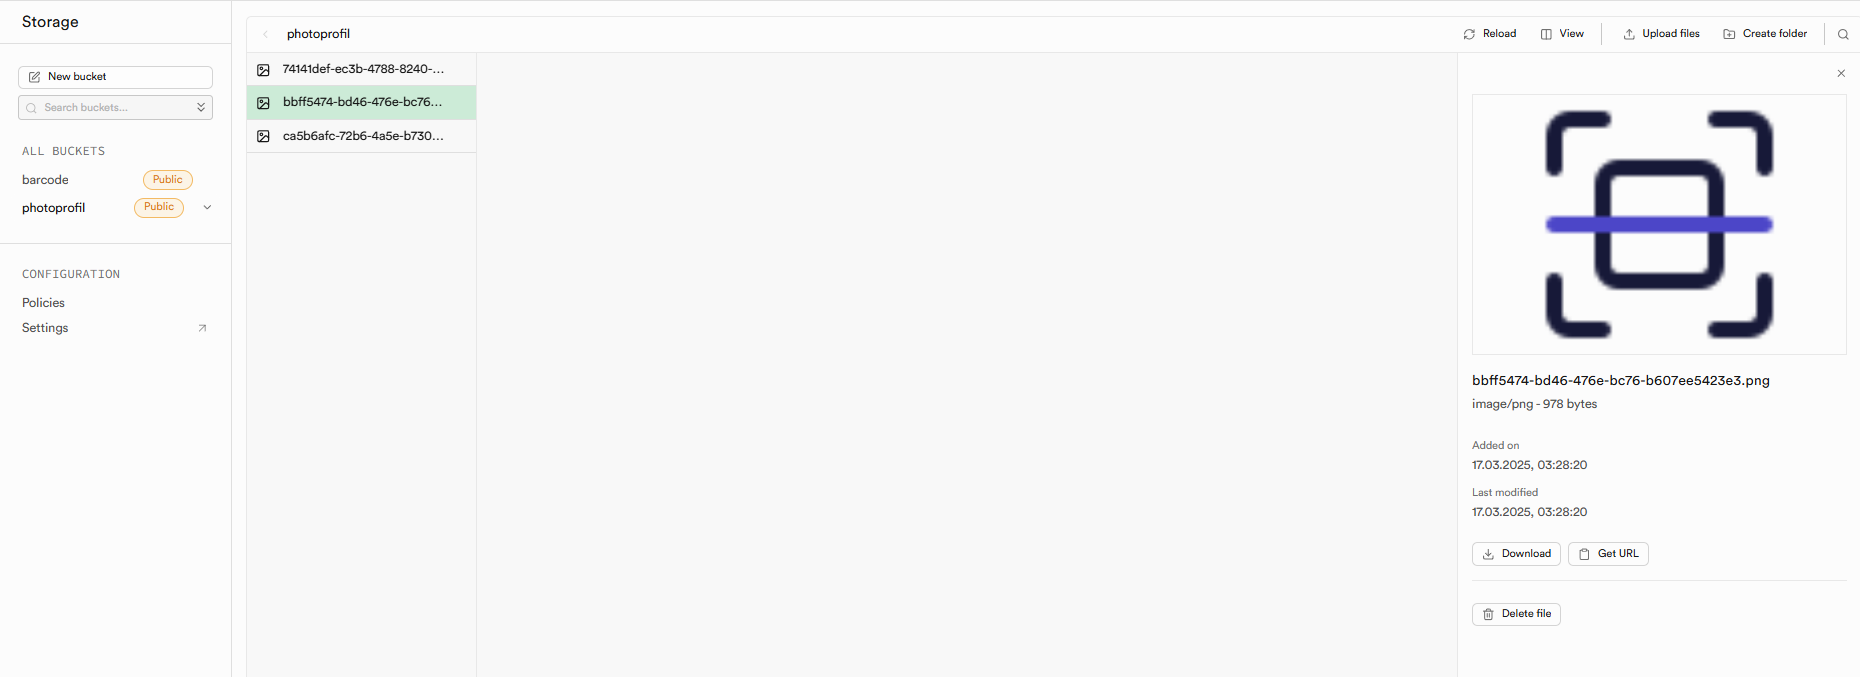 Storage
New bucket
Search buckets...
ALL BUCKETS
barcode Public
photoprofil Public
CONFIGURATION
Policies
Settings
photoprofil
Reload View Upload files Create folder
74141def-ec3b-4788-8240-...
bbff5474-bd46-476e-bc76...
ca5b6afc-72b6-4a5e-b730...
bbff5474-bd46-476e-bc76-b607ee5423e3.png
image/png - 978 bytes
Added on
17.03.2025, 03:28:20
Last modified
17.03.2025, 03:28:20
Download Get URL
Delete file